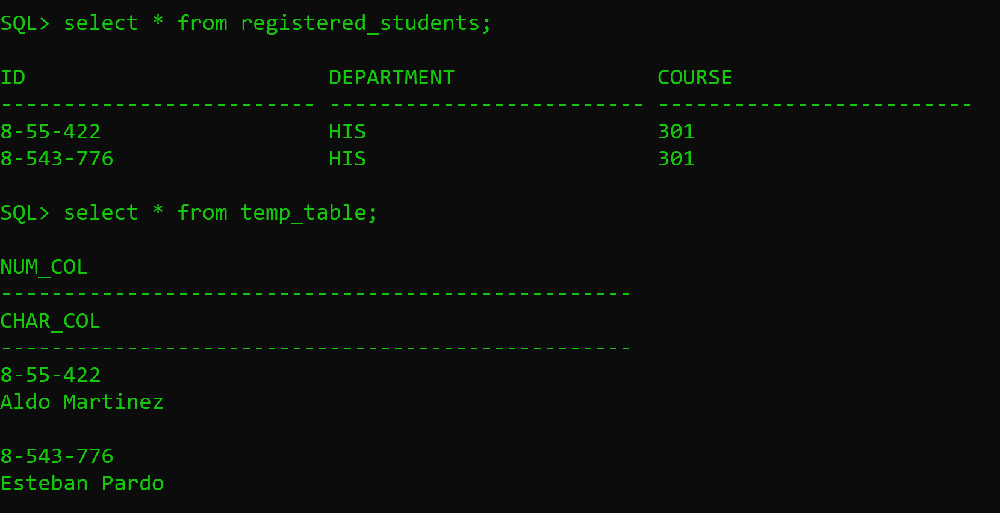 SQL> select * from registered_students;
ID DEPARTMENT COURSE
------------------------- ------------------------- -------------------------
8-55-422 HIS 301
8-543-776 HIS 301
SQL> select * from temp_table;
NUM_COL
--------------------------------------------------
CHAR_COL
--------------------------------------------------
8-55-422
Aldo Martinez
8-543-776
Esteban Pardo